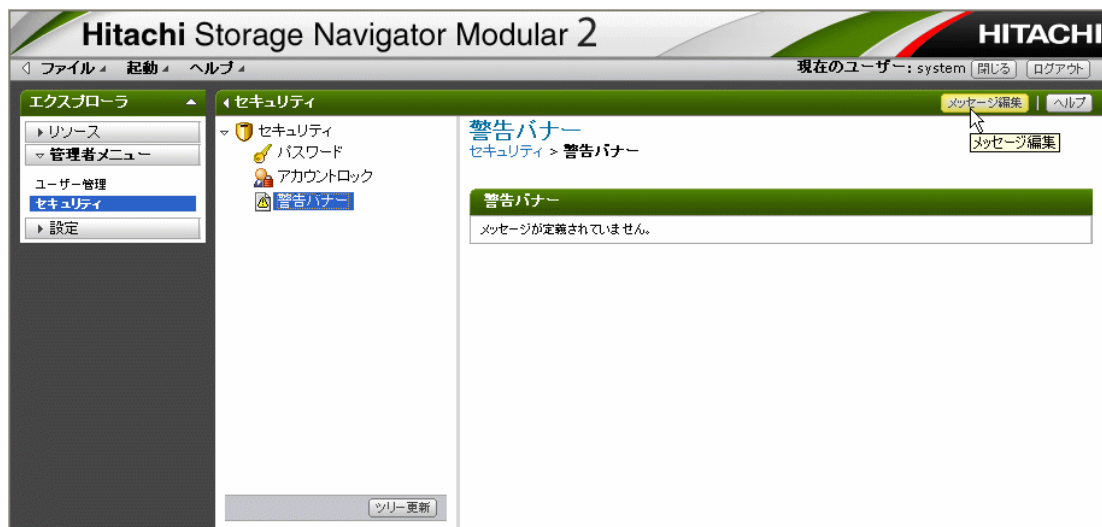 Hitachi Storage Navigator Modular 2
HITACHI
ファイル 起動 ヘルプ
現在のユーザー: system 閉じる ログアウト
エクスプローラ
セキュリティ
メッセージ編集 | ヘルプ
メッセージ編集
リソース
管理者メニュー
ユーザー管理
セキュリティ
設定
セキュリティ
パスワード
アカウントロック
警告バナー
ツリー更新
警告バナー
セキュリティ > 警告バナー
警告バナー
メッセージが定義されていません。